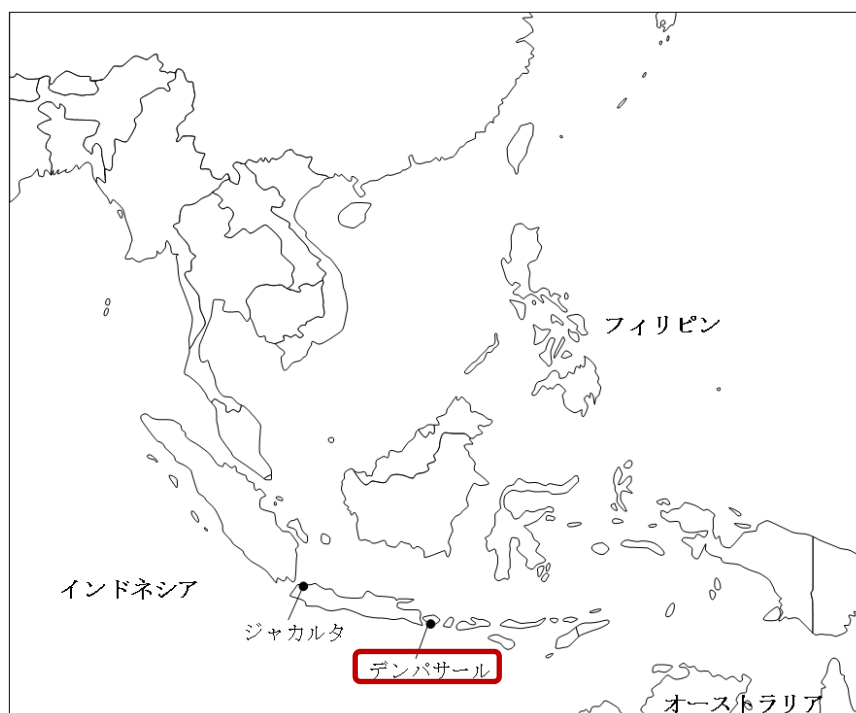 フィリピン
インドネシア
ジャカルタ
デンパサール
オーストラリア